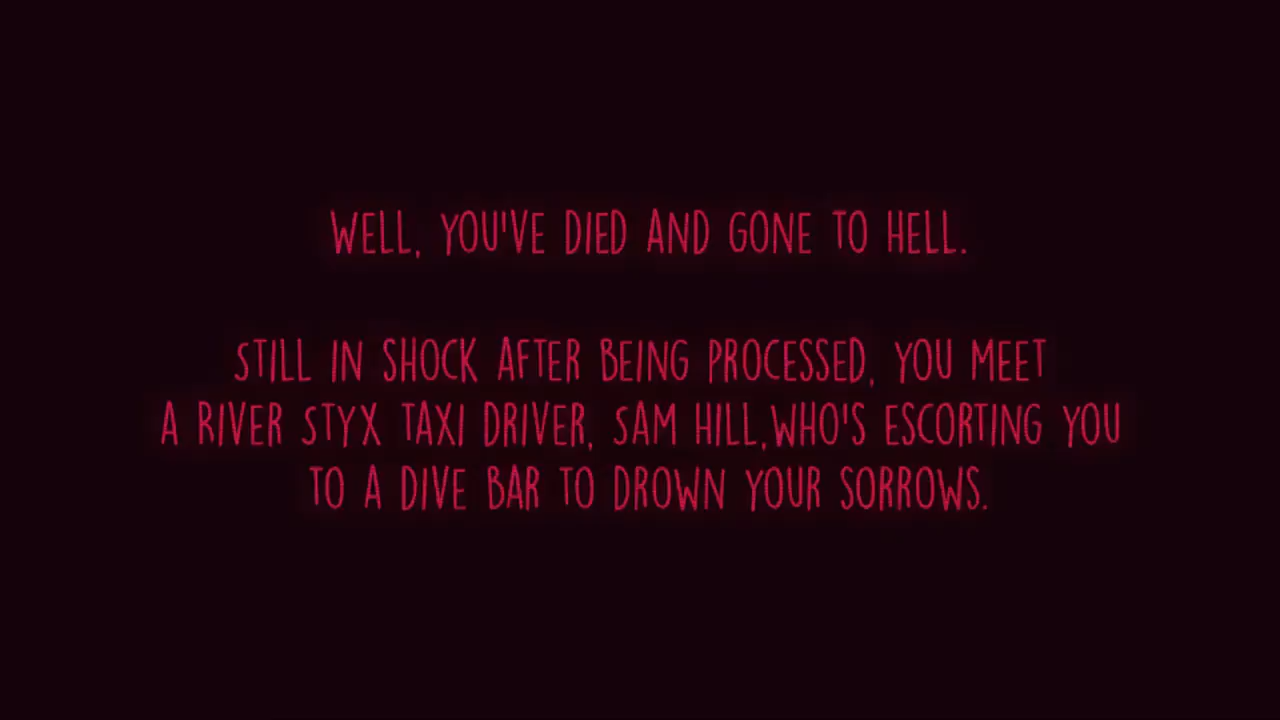 WELL, YOU'VE DIED AND GONE TO HELL.
STILL IN SHOCK AFTER BEING PROCESSED, YOU MEET
A RIVER STYX TAXI DRIVER, SAM HILL,WHO'S ESCORTING YOU
TO A DIVE BAR TO DROWN YOUR SORROWS.